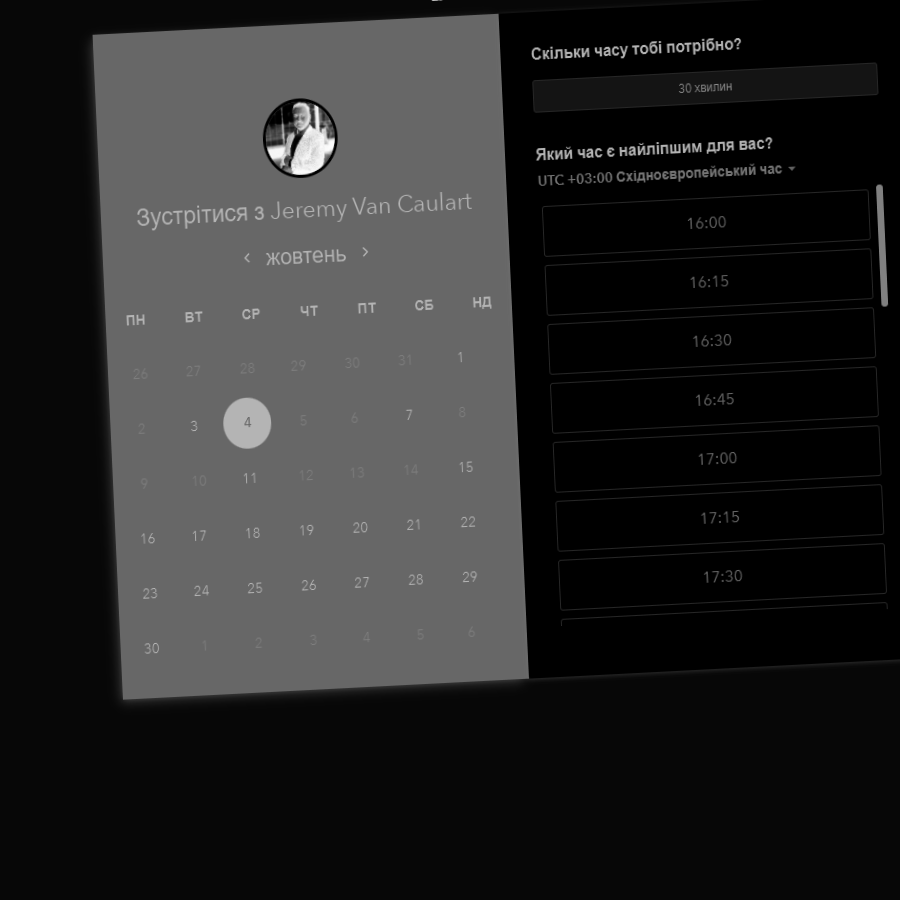 Зустрітися з Jeremy Van Caulart
жовтень
ПН ВТ СР ЧТ ПТ СБ НД
26 27 28 29 30 31 1
2 3 4 5 6 7 8
9 10 11 12 13 14 15
16 17 18 19 20 21 22
23 24 25 26 27 28 29
30 1 2 3 4 5 6
Скільки часу тобі потрібно?
30 хвилин
Який час є найліпшим для вас?
UTC +03:00 Східноєвропейський час
16:00
16:15
16:30
16:45
17:00
17:15
17:30